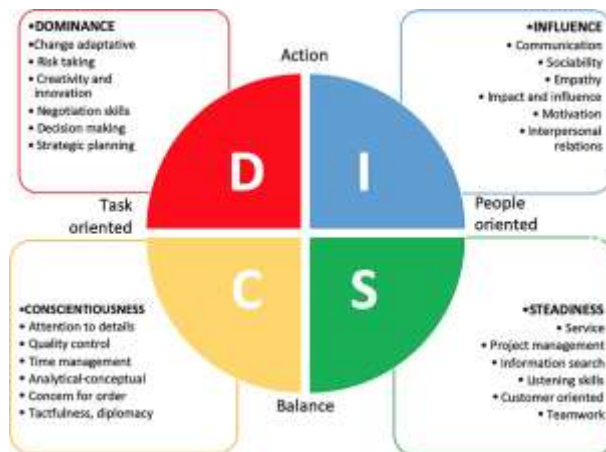 •DOMINANCE
•Change adaptative
• Risk taking
• Creativity and
innovation
• Negotiation skills
• Decision making
• Strategic planning
Action
•INFLUENCE
• Communication
• Sociability
• Empathy
• Impact and influence
• Motivation
• Interpersonal
relations
D
I
Task
oriented
People
oriented
C
S
•CONSCIENTIOUSNESS
• Attention to details
• Quality control
• Time management
• Analytical-conceptual
• Concern for order
• Tactfulness, diplomacy
Balance
•STEADINESS
• Service
• Project management
• Information search
• Listening skills
• Customer oriented
• Teamwork